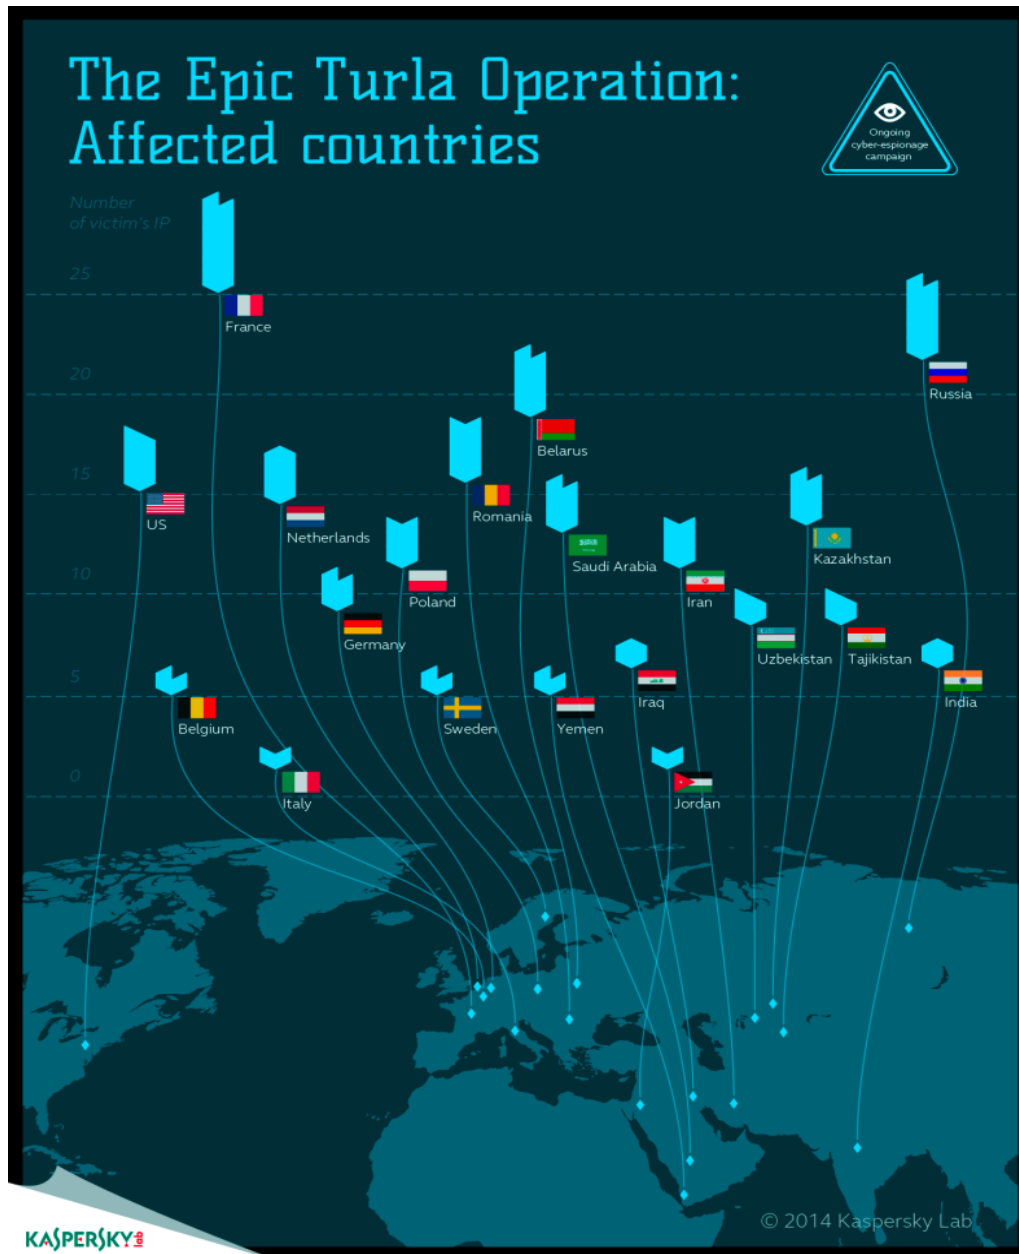 The Epic Turla Operation:
Affected countries
Ongoing
cyber-espionage
campaign
Number
of victim's IP
25
France
20
Russia
Belarus
15
US
Netherlands
Romania
Saudi Arabia
Kazakhstan
10
Poland
Iran
Germany
Uzbekistan
Tajikistan
5
Belgium
Sweden
Yemen
Iraq
India
0
Italy
Jordan
© 2014 Kaspersky Lab
KASPERSKY lab